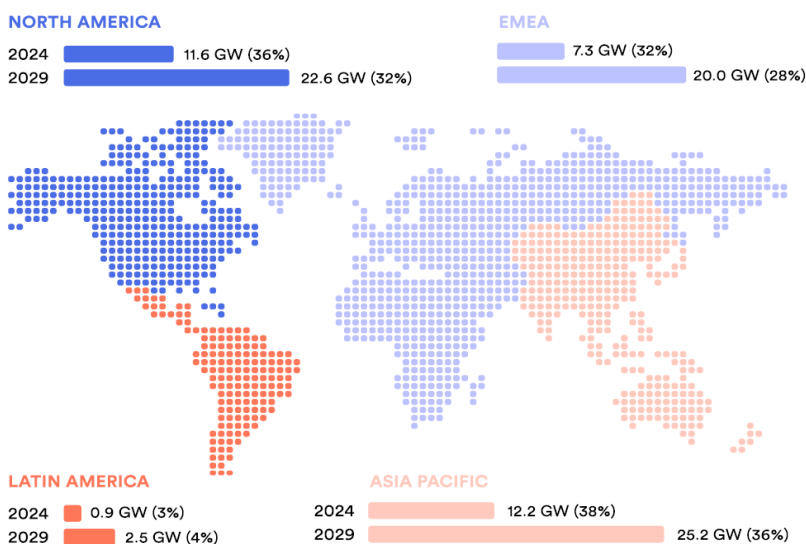 NORTH AMERICA
2024 11.6 GW (36%)
2029 22.6 GW (32%)
EMEA
7.3 GW (32%)
20.0 GW (28%)
LATIN AMERICA
2024 0.9 GW (3%)
2029 2.5 GW (4%)
ASIA PACIFIC
2024 12.2 GW (38%)
2029 25.2 GW (36%)